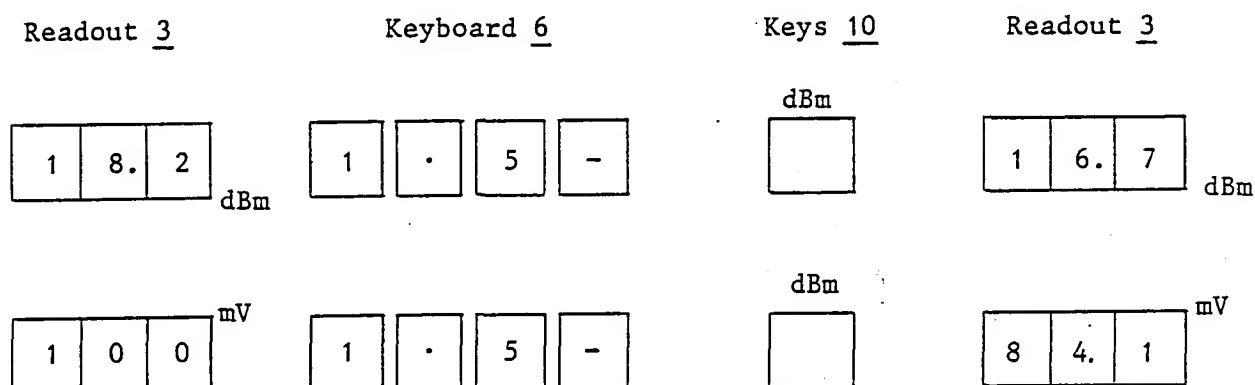 Readout 3 Keyboard 6 Keys 10 Readout 3
dBm
1 8. 2 dBm 1 . 5 - 1 6. 7 dBm
dBm
1 0 0 mV 1 . 5 - 8 4. 1 mV